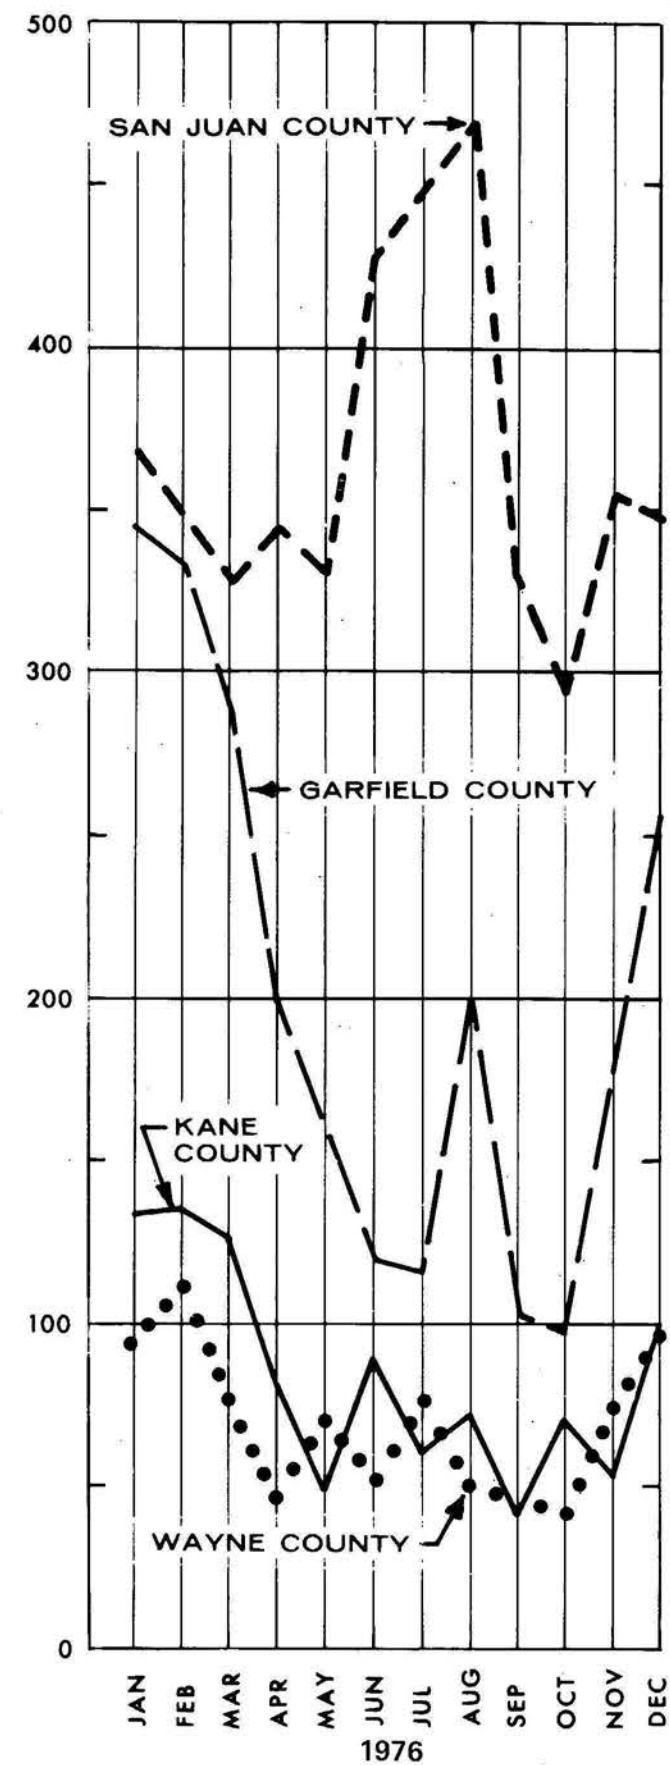 500
SAN JUAN COUNTY
400
300
GARFIELD COUNTY
200
KANE
COUNTY
100
WAYNE COUNTY
0
JAN FEB MAR APR MAY JUN JUL AUG SEP OCT NOV DEC
1976